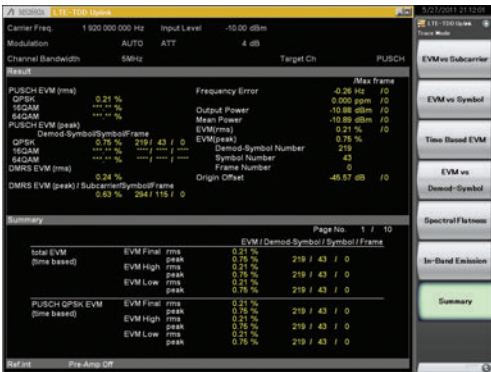 MS2692A LTE-TDD Uplink
5/27/2011 21:12:01
Carrier Freq. 1 920 000 000 Hz Input Level -10.00 dBm
Modulation AUTO ATT 4 dB
Channel Bandwidth 5MHz Target Ch PUSCH
Result
/Max frame
PUSCH EVM (rms) Frequency Error -0.26 Hz /0
QPSK 0.21 % 0.000 ppm /0
16QAM **.** % Output Power -10.88 dBm /0
64QAM **.** % Mean Power -10.89 dBm /0
PUSCH EVM (peak) EVM(rms) 0.21 % /0
Demod-Symbol/Symbol/Frame EVM(peak) 0.75 %
QPSK 0.75 % 219 / 43 / 0 Demod-Symbol Number 219
16QAM **.** % **** / **** / **** Symbol Number 43
64QAM **.** % **** / **** / **** Frame Number 0
DMRS EVM (rms) Origin Offset -45.57 dB /0
0.24 %
DMRS EVM (peak) / Subcarrier/Symbol/Frame
0.63 % 294 / 115 / 0
Summary
Page No. 1 / 10
EVM / Demod-Symbol / Symbol / Frame
total EVM EVM Final rms 0.21 %
(time based) peak 0.75 % 219 / 43 / 0
EVM High rms 0.21 %
peak 0.75 % 219 / 43 / 0
EVM Low rms 0.21 %
peak 0.75 % 219 / 43 / 0
PUSCH QPSK EVM EVM Final rms 0.21 %
(time based) peak 0.75 % 219 / 43 / 0
EVM High rms 0.21 %
peak 0.75 % 219 / 43 / 0
EVM Low rms 0.21 %
peak 0.75 % 219 / 43 / 0
Ref.Int Pre-Amp Off
LTE-TDD Uplink
Trace Mode
EVM vs Subcarrier
EVM vs Symbol
Time Based EVM
EVM vs
Demod-Symbol
Spectral Flatness
In-Band Emission
Summary